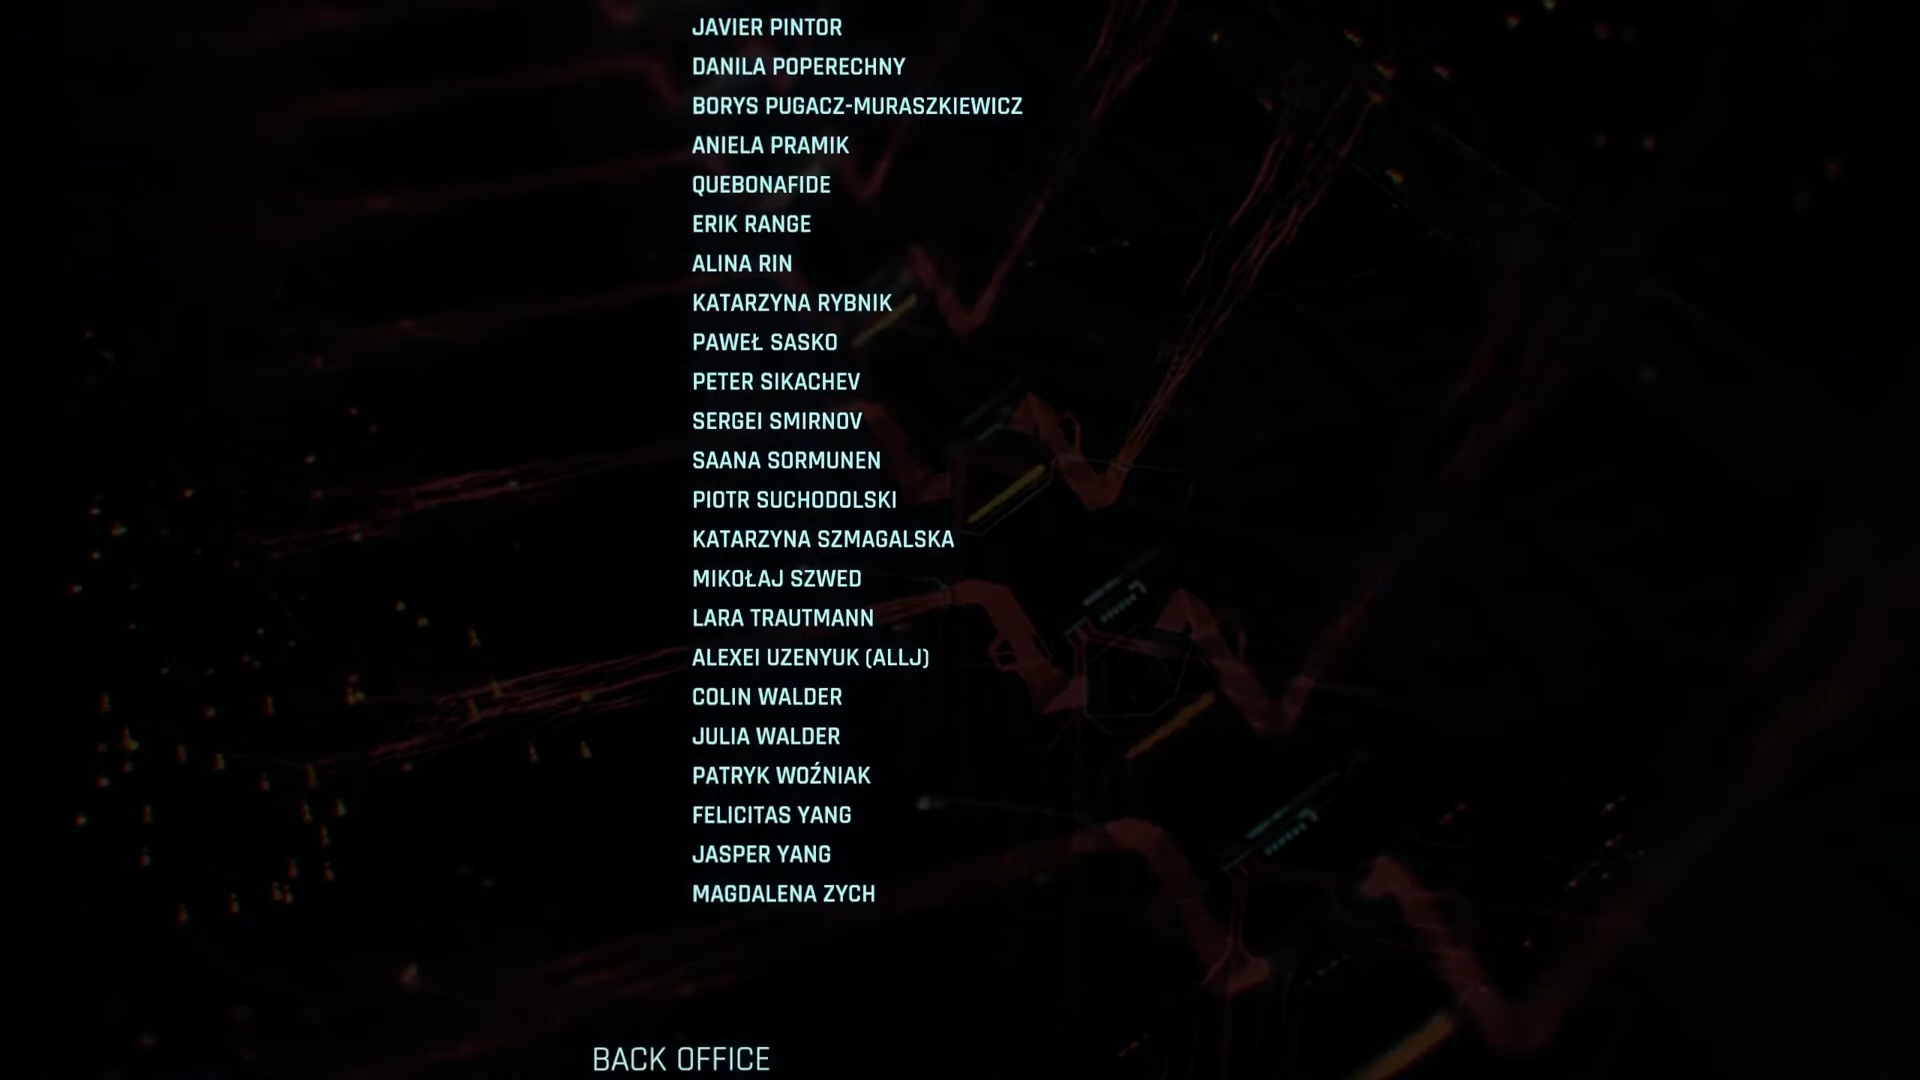 JAVIER PINTOR
DANILA POPERECHNY
BORYS PUGACZ-MURASZKIEWICZ
ANIELA PRAMIK
QUEBONAFIDE
ERIK RANGE
ALINA RIN
KATARZYNA RYBNIK
PAWEŁ SASKO
PETER SIKACHEV
SERGEI SMIRNOV
SAANA SORMUNEN
PIOTR SUCHODOLSKI
KATARZYNA SZMAGALSKA
MIKOŁAJ SZWED
LARA TRAUTMANN
ALEXEI UZENYUK (ALLJ)
COLIN WALDER
JULIA WALDER
PATRYK WOŹNIAK
FELICITAS YANG
JASPER YANG
MAGDALENA ZYCH
BACK OFFICE